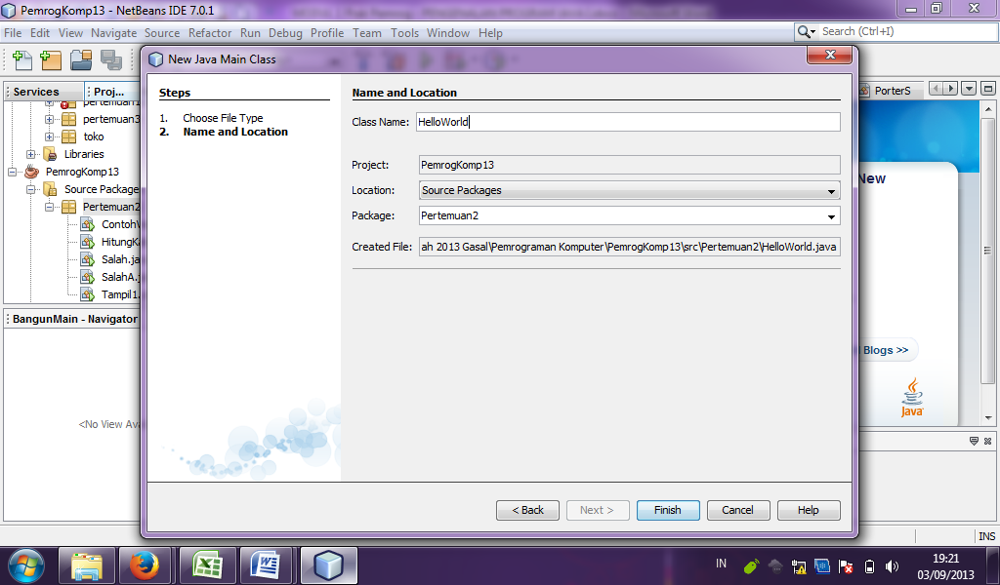 PemrogKomp13 - NetBeans IDE 7.0.1
File Edit View Navigate Source Refactor Run Debug Profile Team Tools Window Help
Search (Ctrl+I)
Services
Proj...
pertemuan3
toko
Libraries
PemrogKomp13
Source Package
Pertemuan2
ContohV
HitungKa
Salah.ja
SalahA.j
Tampil1.
BangunMain - Navigator
<No View Ava
New Java Main Class
Steps
1. Choose File Type
2. Name and Location
Name and Location
Class Name: HelloWorld
Project: PemrogKomp13
Location: Source Packages
Package: Pertemuan2
Created File: ah 2013 Gasal\Pemrograman Komputer\PemrogKomp13\src\Pertemuan2\HelloWorld.java
< Back
Next >
Finish
Cancel
Help
PorterS
New
Blogs >>
Java
INS
IN
19:21
03/09/2013